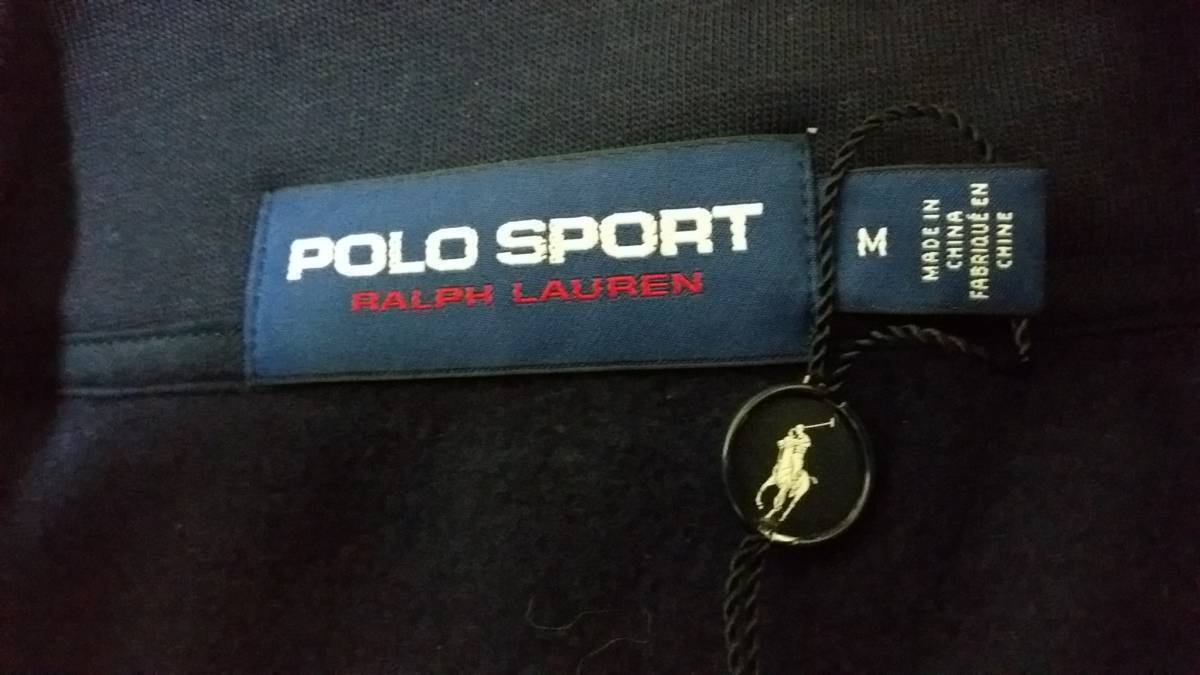 POLO SPORT
RALPH LAUREN
M
MADE IN
CHINA
FABRIQUÉ EN
CHINE